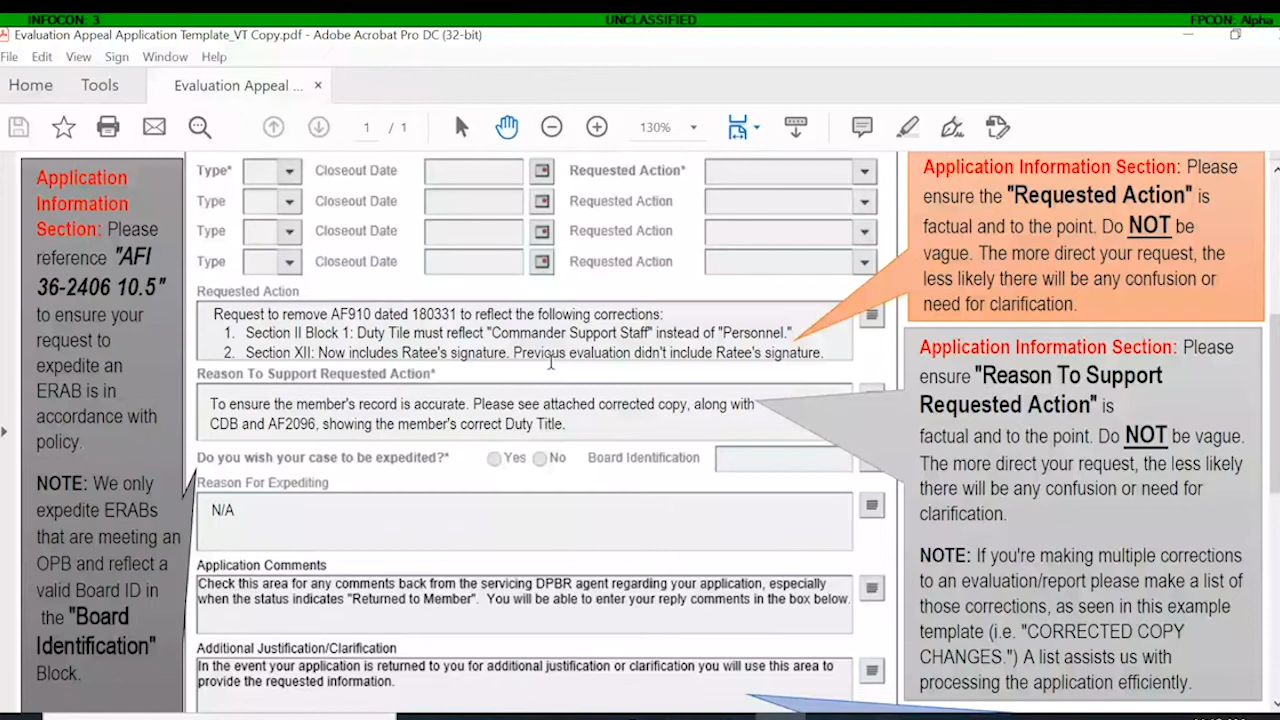 INFOCON: 3 UNCLASSIFIED FPCON: Alpha
Evaluation Appeal Application Template_VT Copy.pdf - Adobe Acrobat Pro DC (32-bit)
File Edit View Sign Window Help
Home Tools Evaluation Appeal ... ×
1 / 1 130%
Application
Information
Section: Please
reference "AFI
36-2406 10.5"
to ensure your
request to
expedite an
ERAB is in
accordance with
policy.
NOTE: We only
expedite ERABs
that are meeting an
OPB and reflect a
valid Board ID in
the "Board
Identification"
Block.
Type* Closeout Date Requested Action*
Type Closeout Date Requested Action
Type Closeout Date Requested Action
Type Closeout Date Requested Action
Requested Action
Request to remove AF910 dated 180331 to reflect the following corrections:
1. Section II Block 1: Duty Tile must reflect "Commander Support Staff" instead of "Personnel."
2. Section XII: Now includes Ratee's signature. Previous evaluation didn't include Ratee's signature.
Reason To Support Requested Action*
To ensure the member's record is accurate. Please see attached corrected copy, along with
CDB and AF2096, showing the member's correct Duty Title.
Do you wish your case to be expedited?* Yes No Board Identification
Reason For Expediting
N/A
Application Comments
Check this area for any comments back from the servicing DPBR agent regarding your application, especially
when the status indicates "Returned to Member". You will be able to enter your reply comments in the box below.
Additional Justification/Clarification
In the event your application is returned to you for additional justification or clarification you will use this area to
provide the requested information.
Application Information Section: Please
ensure the "Requested Action" is
factual and to the point. Do NOT be
vague. The more direct your request, the
less likely there will be any confusion or
need for clarification.
Application Information Section: Please
ensure "Reason To Support
Requested Action" is
factual and to the point. Do NOT be vague.
The more direct your request, the less likely
there will be any confusion or need for
clarification.
NOTE: If you're making multiple corrections
to an evaluation/report please make a list of
those corrections, as seen in this example
template (i.e. "CORRECTED COPY
CHANGES.") A list assists us with
processing the application efficiently.